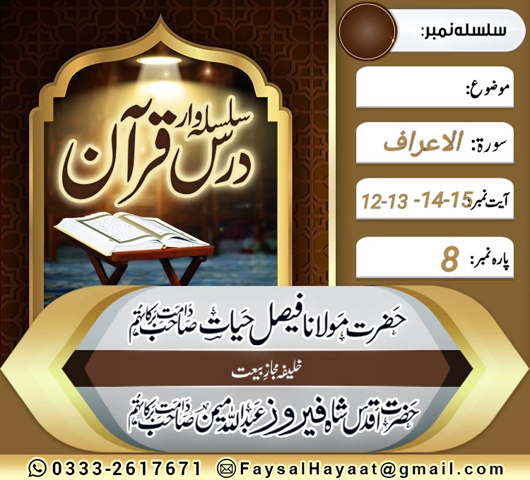 سلسلہ نمبر:
موضوع:
سورۃ: الاعراف
آیت نمبر: 12-13 -14-15
پارہ نمبر: 8
سلسلہ وار
درس قرآن
حضرت مولانا فیصل حیات صاحب دامت برکاتہم
خلیفہ مجاز بیعت
حضرت اقدس شاہ فیروز عبداللہ میمن صاحب دامت برکاتہم
0333-2617671 FaysalHayaat@gmail.com